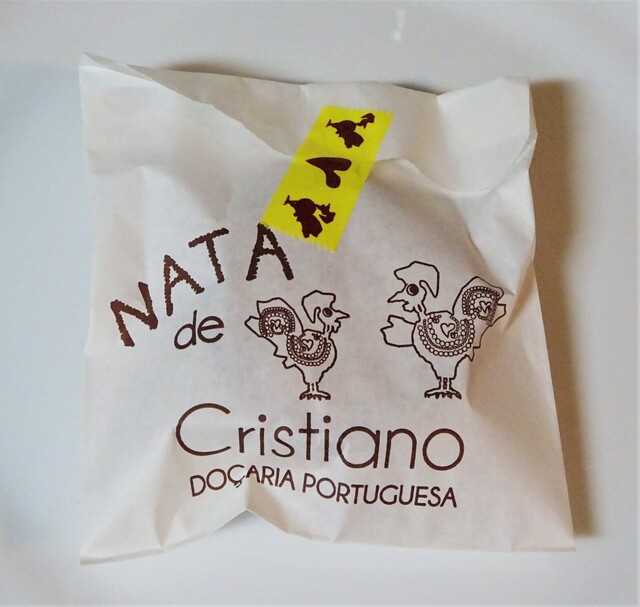 NATA
de
Cristiano
DOÇARIA PORTUGUESA